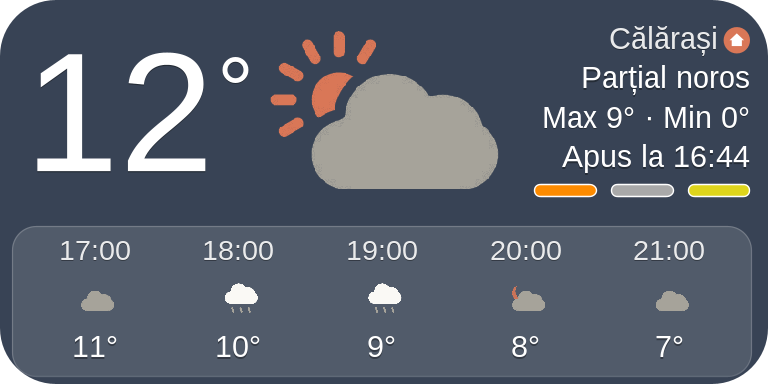 12°
Călărași
Parțial noros
Max 9° · Min 0°
Apus la 16:44
17:00 18:00 19:00 20:00 21:00
11° 10° 9° 8° 7°